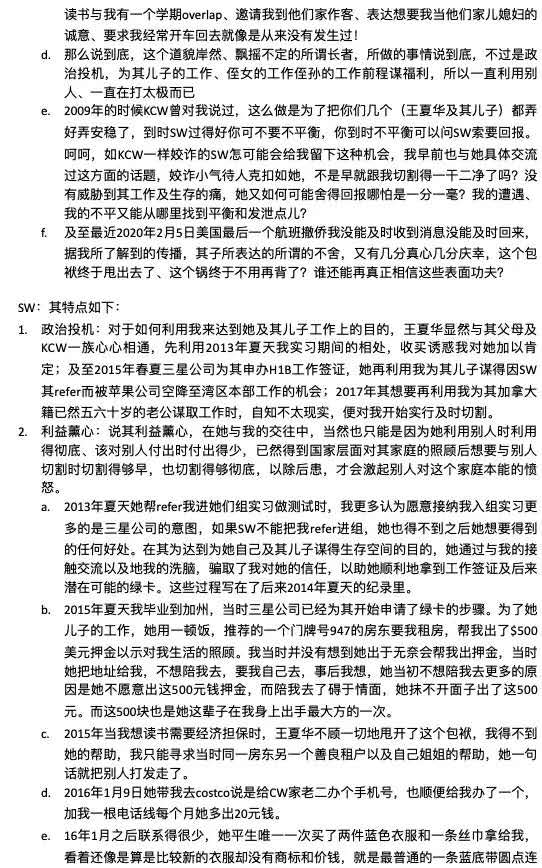 读书与我有一个学期overlap、邀请我到他们家作客、表达想要我当他们家儿媳妇的
诚意、要求我经常开车回去就像是从来没有发生过！
d. 那么说到底，这个道貌岸然、飘摇不定的所谓长者，所做的事情说到底，不过是政
治投机，为其儿子的工作、侄女的工作侄孙的工作前程谋福利，所以一直利用别
人、一直在打太极而已
e. 2009年的时候KCW曾对我说过，这么做是为了把你们几个（王夏华及其儿子）都弄
好弄安稳了，到时SW过得好你可不要不平衡，你到时不平衡可以问SW索要回报。
呵呵，如KCW一样姣诈的SW怎可能会给我留下这种机会，我早前也与她具体交流
过这方面的话题，姣诈小气待人克扣如她，不是早就跟我切割得一干二净了吗？没
有威胁到其工作及生存的痛，她又如何可能舍得回报哪怕是一分一毫？我的遭遇、
我的不平又能从哪里找到平衡和发泄点儿？
f. 及至最近2020年2月5日美国最后一个航班撤侨我没能及时收到消息没能及时回来，
据我所了解到的传播，其子所表达的所谓的不舍，又有几分真心几分庆幸，这个包
袱终于甩出去了、这个锅终于不用再背了？谁还能再真正相信这些表面功夫？
SW：其特点如下：
1. 政治投机：对于如何利用我来达到她及其儿子工作上的目的，王夏华显然与其父母及
KCW一族心心相通，先利用2013年夏天我实习期间的相处，收买诱惑我对她加以肯
定；及至2015年春夏三星公司为其申办H1B工作签证，她再利用我为其儿子谋得因SW
其refer而被苹果公司空降至湾区本部工作的机会；2017年其想要再利用我为其加拿大
籍已然五六十岁的老公谋取工作时，自知不太现实，便对我开始实行及时切割。
2. 利益薰心：说其利益薰心，在她与我的交往中，当然也只能是因为她利用别人时利用
得彻底、该对别人付出时付出得少，已然得到国家层面对其家庭的照顾后想要与别人
切割时切割得够早，也切割得够彻底，以除后患，才会激起别人对这个家庭本能的愤
怒。
a. 2013年夏天她帮refer我进她们组实习做测试时，我更多认为愿意接纳我入组实习更
多的是三星公司的意图，如果SW不能把我refer进组，她也得不到之后她想要得到
的任何好处。在其为达到为她自己及其儿子谋得生存空间的目的，她通过与我的接
触交流以及地我的洗脑，骗取了我对她的信任，以助她顺利地拿到工作签证及后来
潜在可能的绿卡。这些过程写在了后来2014年夏天的纪录里。
b. 2015年夏天我毕业到加州，当时三星公司已经为其开始申请了绿卡的步骤。为了她
儿子的工作，她用一顿饭，推荐的一个门牌号947的房东要我租房，帮我出了$500
美元押金以示对我生活的照顾。我当时并没有想到她出于无奈会帮我出押金，当时
她把地址给我，不想陪我去，要我自己去，事后我想，她当初不想陪我去更多的原
因是她不愿意出这500元钱押金，而陪我去了碍于情面，她抹不开面子出了这500
元。而这500块也是她这辈子在我身上出手最大方的一次。
c. 2015年当我想读书需要经济担保时，王夏华不顾一切地甩开了这个包袱，我得不到
她的帮助，我只能寻求当时同一房东另一个善良租户以及自己姐姐的帮助，她一句
话就把别人打发走了。
d. 2016年1月9日她带我去costco说是给CW家老二办个手机号，也顺便给我办了一个，
加我一根电话线每个月她多出20元钱。
e. 16年1月之后联系得很少，她平生唯一一次买了两件蓝色衣服和一条丝巾拿给我，
看着还像是算是比较新的衣服却没有商标和价钱，就是最普通的一条蓝底带圆点连